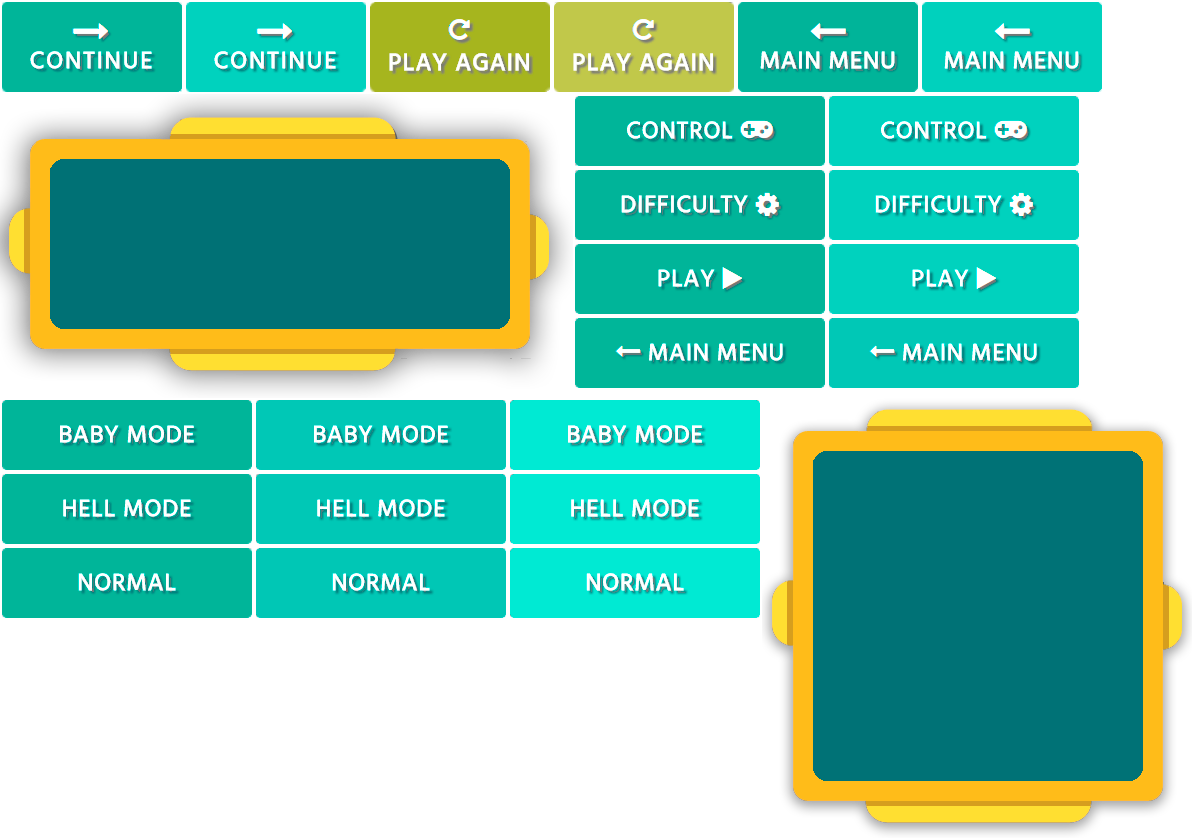 CONTINUE
CONTINUE
PLAY AGAIN
PLAY AGAIN
MAIN MENU
MAIN MENU
CONTROL
CONTROL
DIFFICULTY
DIFFICULTY
PLAY
PLAY
MAIN MENU
MAIN MENU
BABY MODE
BABY MODE
BABY MODE
HELL MODE
HELL MODE
HELL MODE
NORMAL
NORMAL
NORMAL